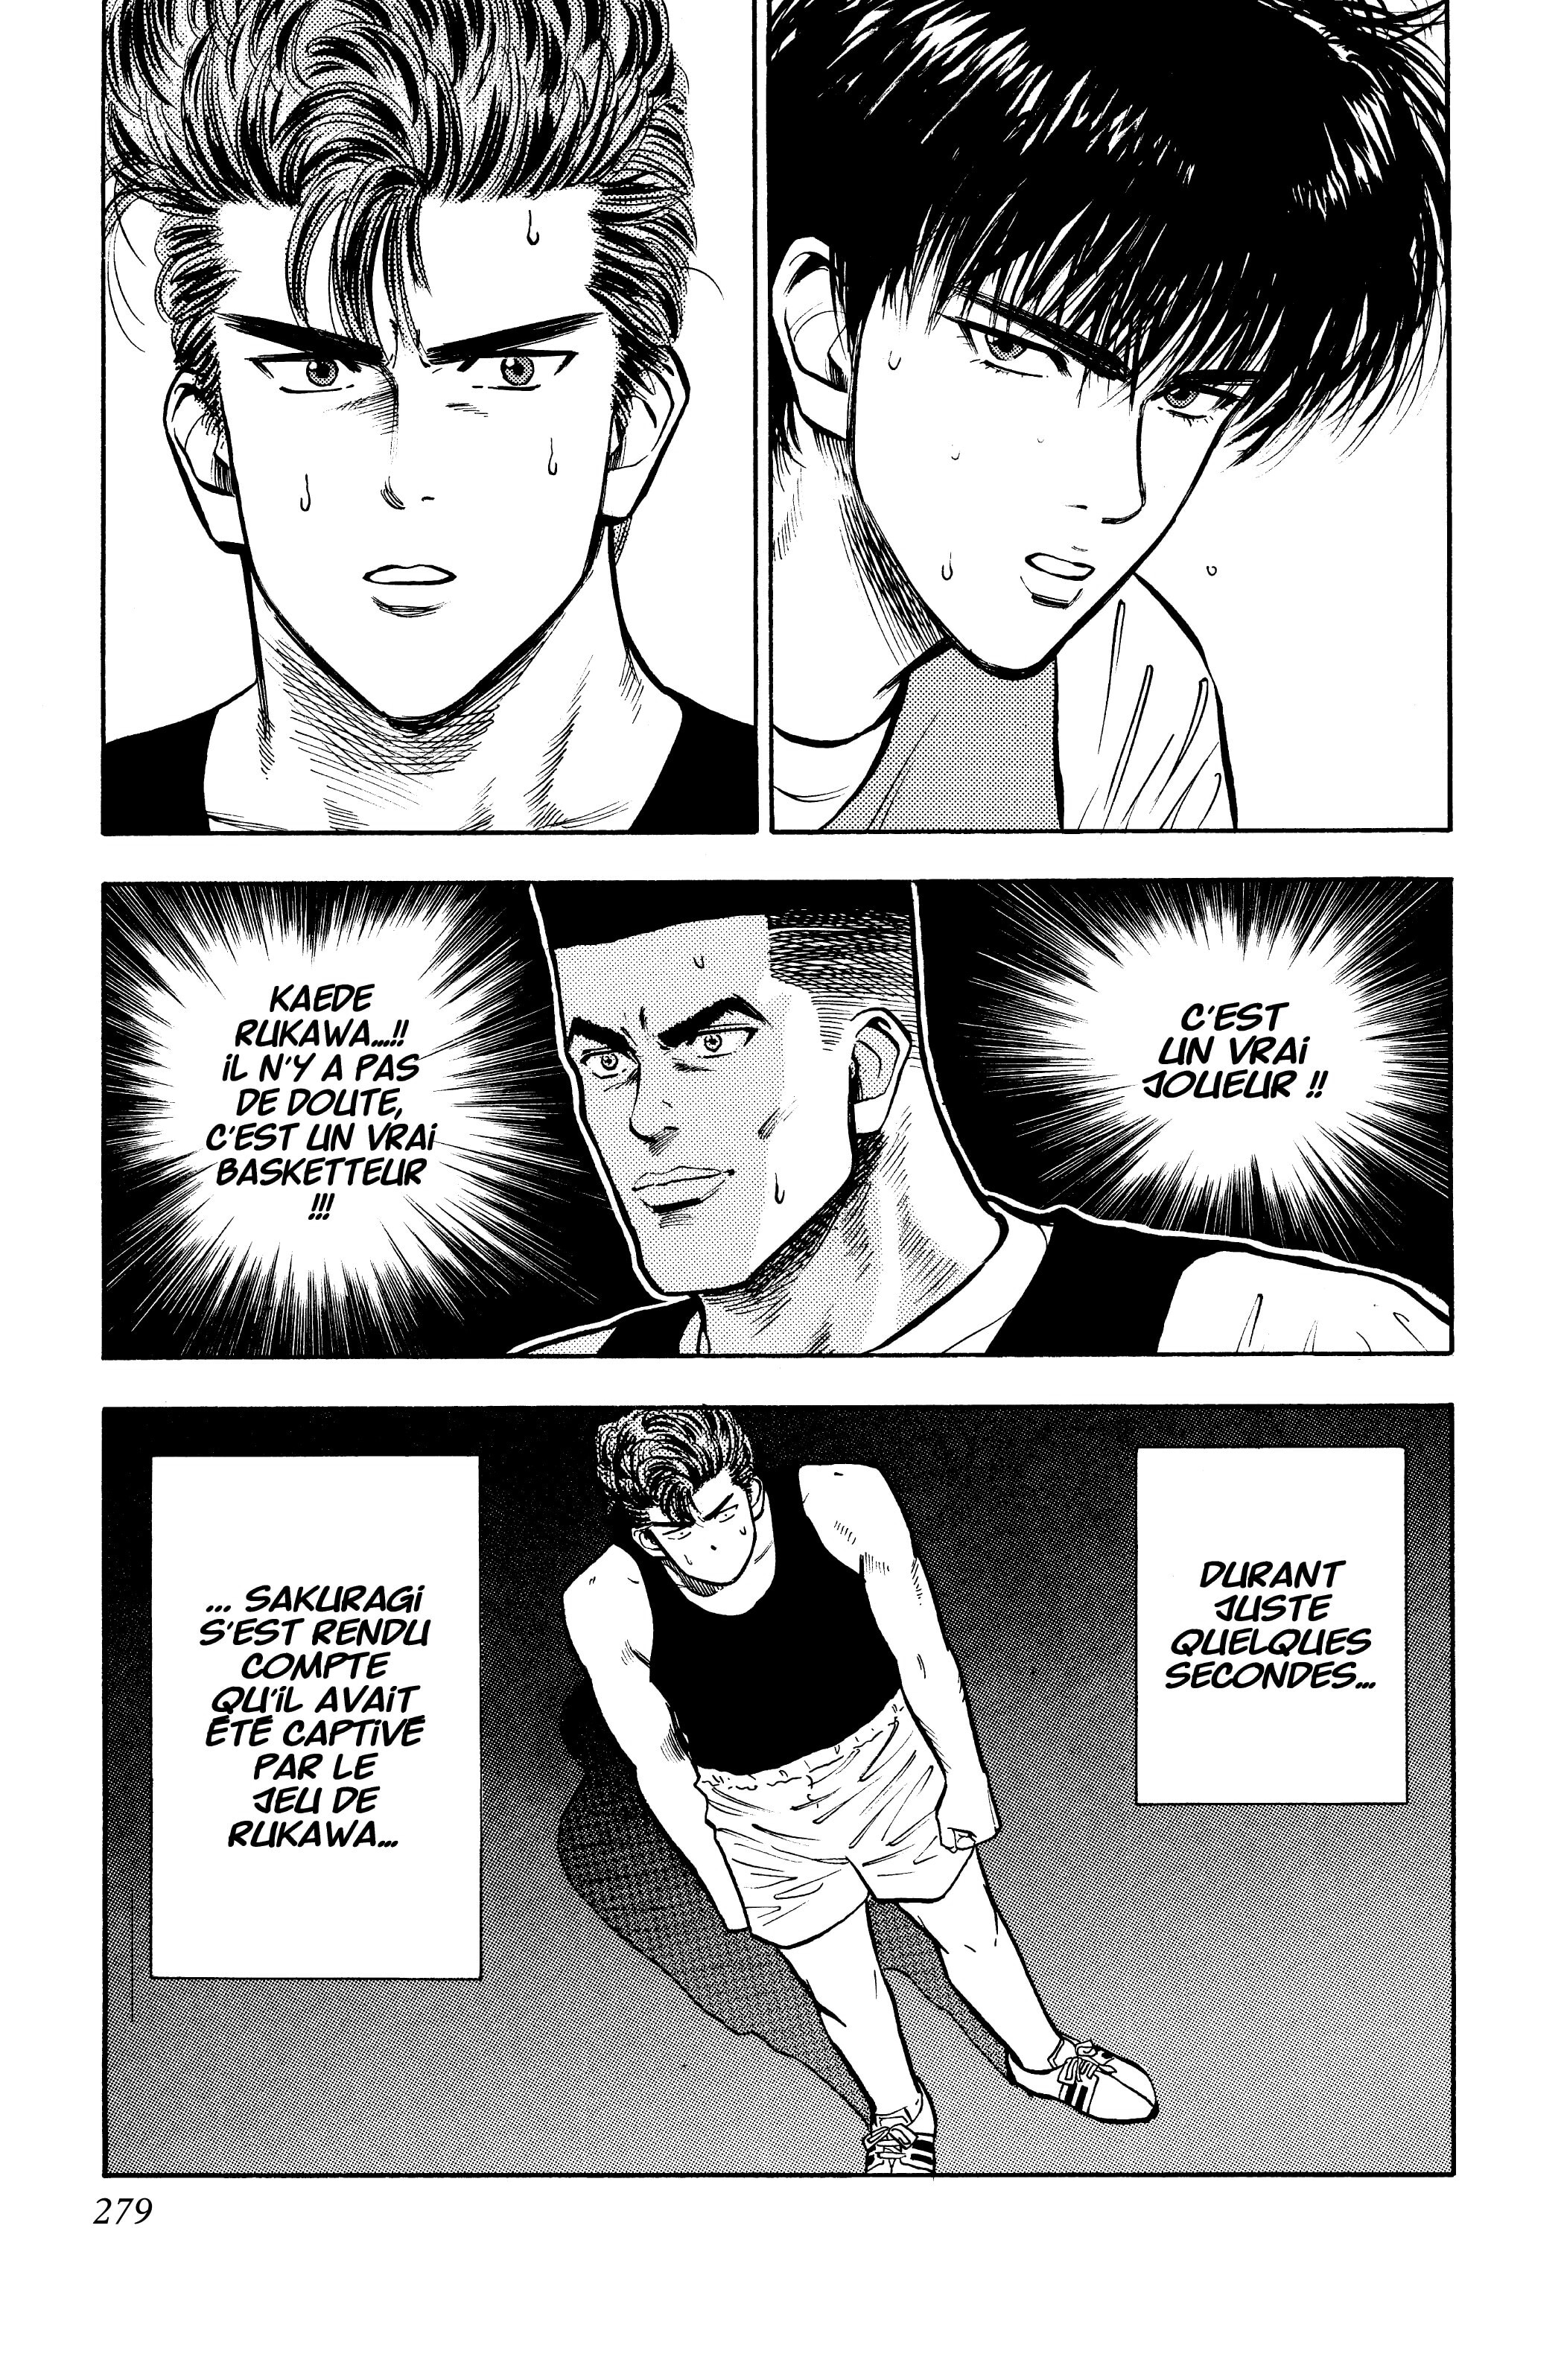 C'EST
UN VRAI
JOUEUR !!
KAEDE
RUKAWA...!!
iL N'Y A PAS
DE DOUTE,
C'EST UN VRAi
BASKETTEUR
!!!
DURANT
JUSTE
QUELQUES
SECONDES...
... SAKURAGi
S'EST RENDU
COMPTE
QU'iL AVAiT
ÉTÉ CAPTiVÉ
PAR LE
JEU DE
RUKAWA...
279